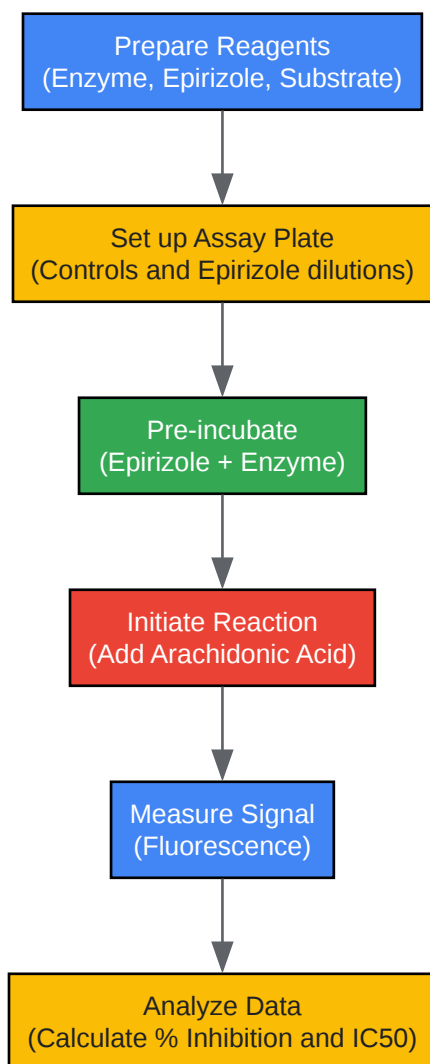 Prepare Reagents
(Enzyme, Epirizole, Substrate)
Set up Assay Plate
(Controls and Epirizole dilutions)
Pre-incubate
(Epirizole + Enzyme)
Initiate Reaction
(Add Arachidonic Acid)
Measure Signal
(Fluorescence)
Analyze Data
(Calculate % Inhibition and IC50)